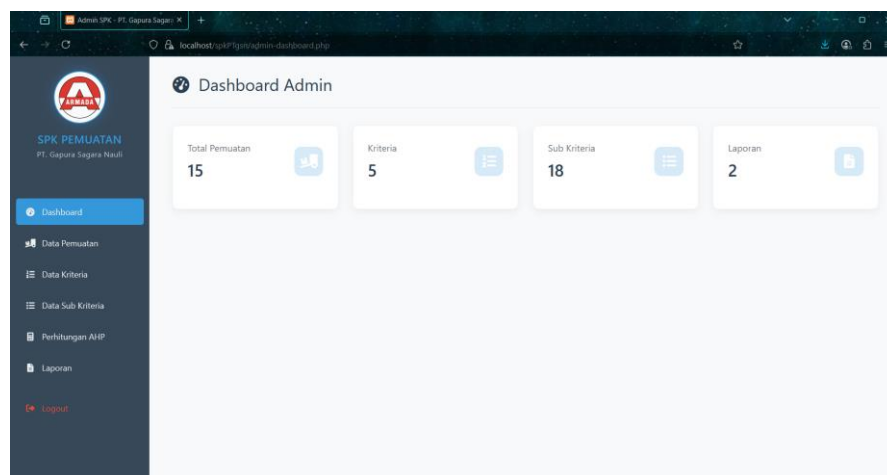 Admin SPK - PT. Gapura Sagara
localhost/spkPTgsn/admin-dashboard.php
ARMADA
SPK PEMUATAN
PT. Gapura Sagara Nauli
Dashboard
Data Pemuatan
Data Kriteria
Data Sub Kriteria
Perhitungan AHP
Laporan
Logout
Dashboard Admin
Total Pemuatan
15
Kriteria
5
Sub Kriteria
18
Laporan
2